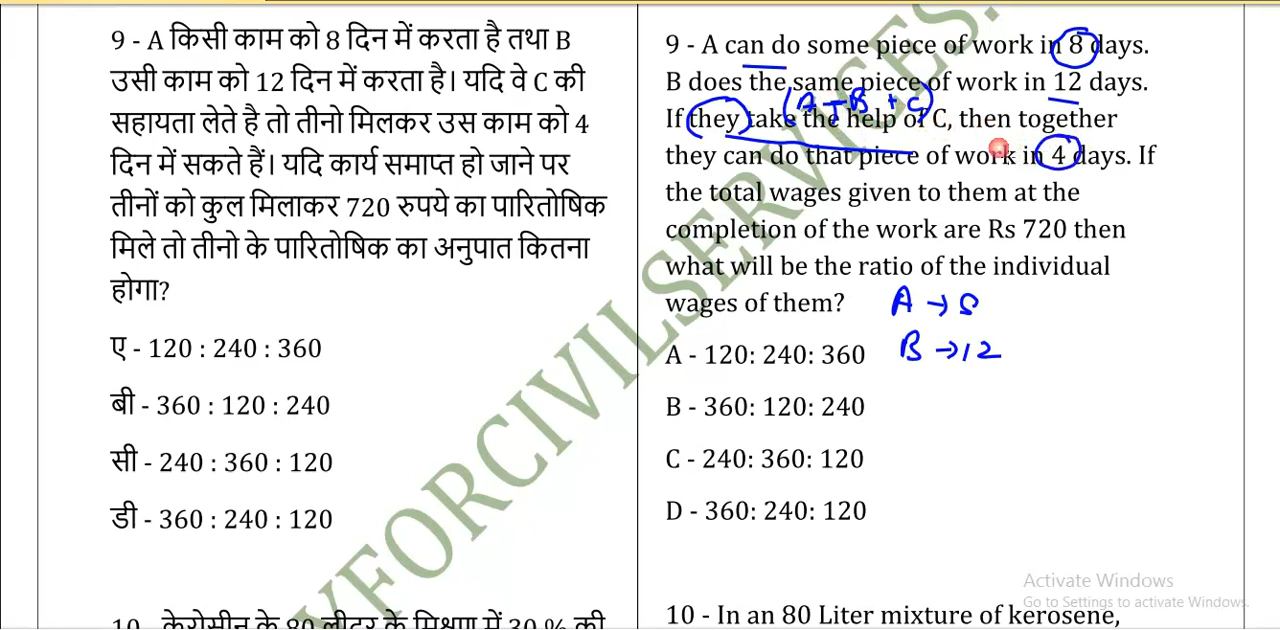 9 - A किसी काम को 8 दिन में करता है तथा B
उसी काम को 12 दिन में करता है। यदि वे C की
सहायता लेते है तो तीनो मिलकर उस काम को 4
दिन में सकते हैं। यदि कार्य समाप्त हो जाने पर
तीनों को कुल मिलाकर 720 रुपये का पारितोषिक
मिले तो तीनो के पारितोषिक का अनुपात कितना
होगा?
ए - 120 : 240 : 360
बी - 360 : 120 : 240
सी - 240 : 360 : 120
डी - 360 : 240 : 120
10 - केरोसीन के 80 लीटर के मिश्रण में 30 % की
9 - A can do some piece of work in 8 days.
B does the same piece of work in 12 days.
(A + B + C)
If they take the help of C, then together
they can do that piece of work in 4 days. If
the total wages given to them at the
completion of the work are Rs 720 then
what will be the ratio of the individual
wages of them?
A → 8
B → 12
A - 120: 240: 360
B - 360: 120: 240
C - 240: 360: 120
D - 360: 240: 120
10 - In an 80 Liter mixture of kerosene,
YFORCIVILSERVICES.
Activate Windows
Go to Settings to activate Windows.